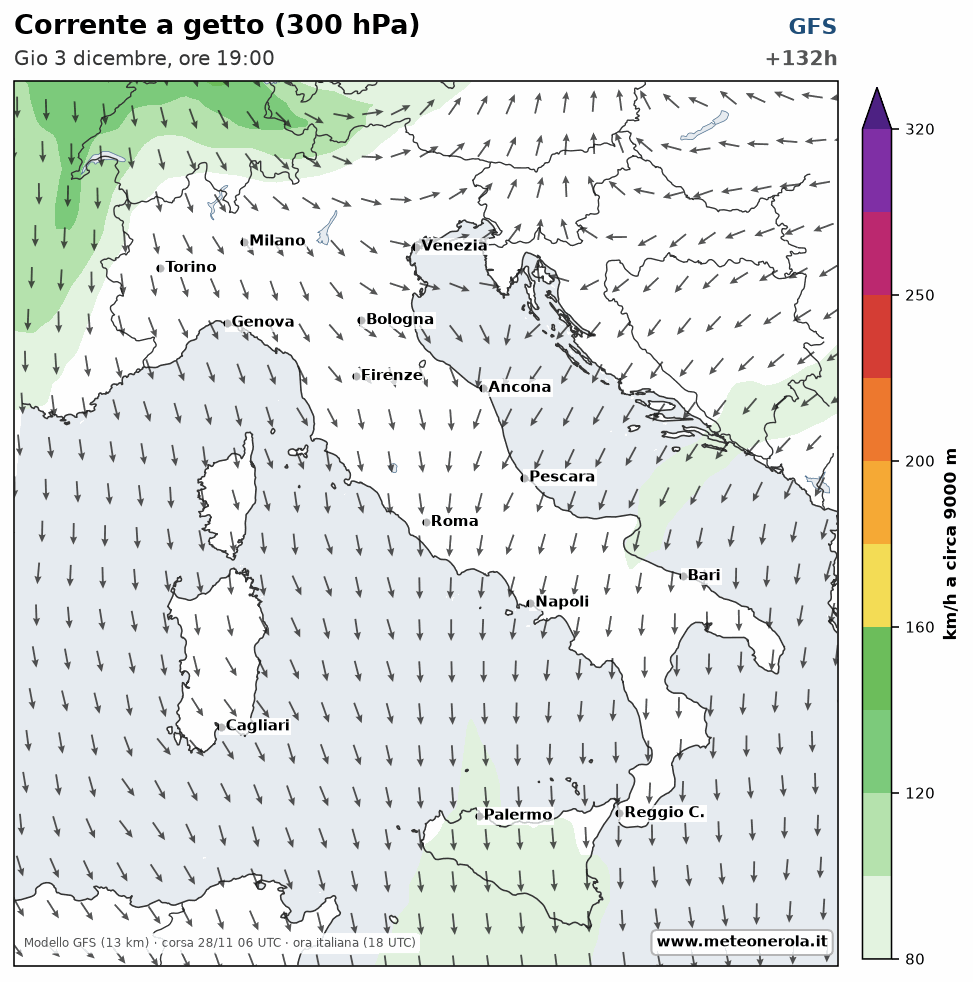 Corrente a getto (300 hPa)
GFS
Gio 3 dicembre, ore 19:00
+132h
Milano
Venezia
Torino
Genova
Bologna
Firenze
Ancona
Pescara
Roma
Bari
Napoli
Cagliari
Palermo
Reggio C.
320
250
200
160
120
80
km/h a circa 9000 m
Modello GFS (13 km) · corsa 28/11 06 UTC · ora italiana (18 UTC)
www.meteonerola.it